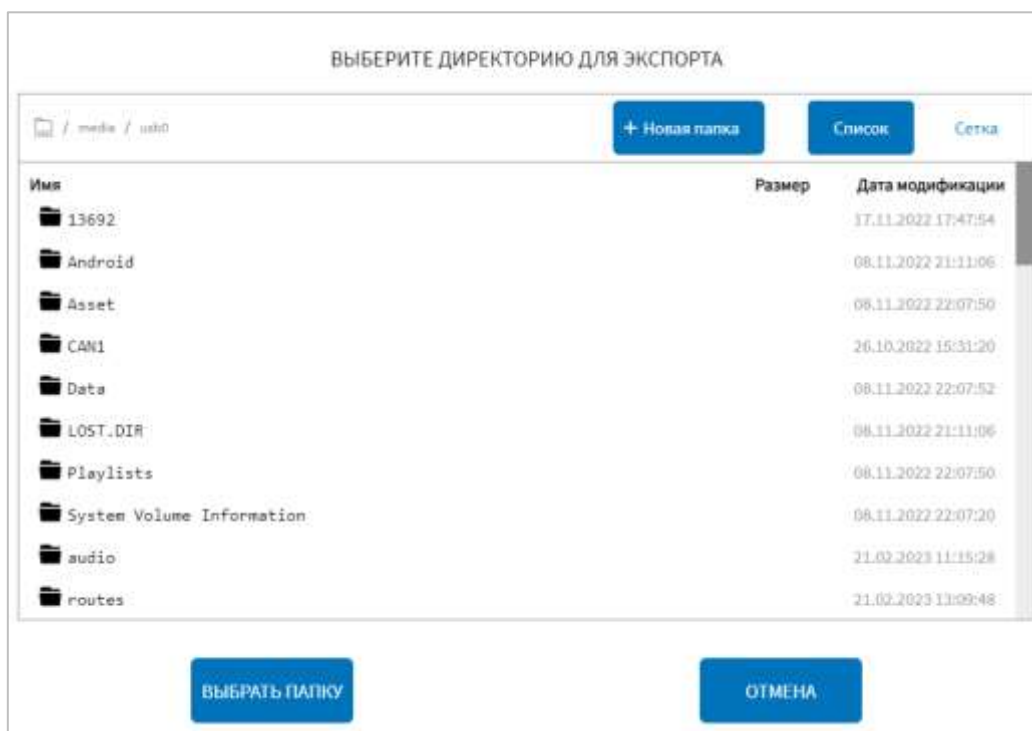 ВЫБЕРИТЕ ДИРЕКТОРИЮ ДЛЯ ЭКСПОРТА
/ media / usb0 + Новая папка Список Сетка
Имя Размер Дата модификации
13692 17.11.2022 17:47:54
Android 08.11.2022 21:11:06
Asset 08.11.2022 22:07:50
CAN1 26.10.2022 15:31:20
Data 08.11.2022 22:07:52
LOST.DIR 08.11.2022 21:11:06
Playlists 08.11.2022 22:07:50
System Volume Information 08.11.2022 22:07:20
audio 21.02.2023 11:15:28
routes 21.02.2023 13:09:48
ВЫБРАТЬ ПАПКУ ОТМЕНА